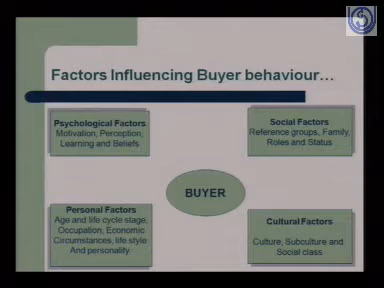 Factors Influencing Buyer behaviour...
Psychological Factors
Motivation, Perception,
Learning and Beliefs
Social Factors
Reference groups, Family,
Roles and Status
BUYER
Personal Factors
Age and life cycle stage,
Occupation, Economic
Circumstances, life style
And personality.
Cultural Factors
Culture, Subculture and
Social class